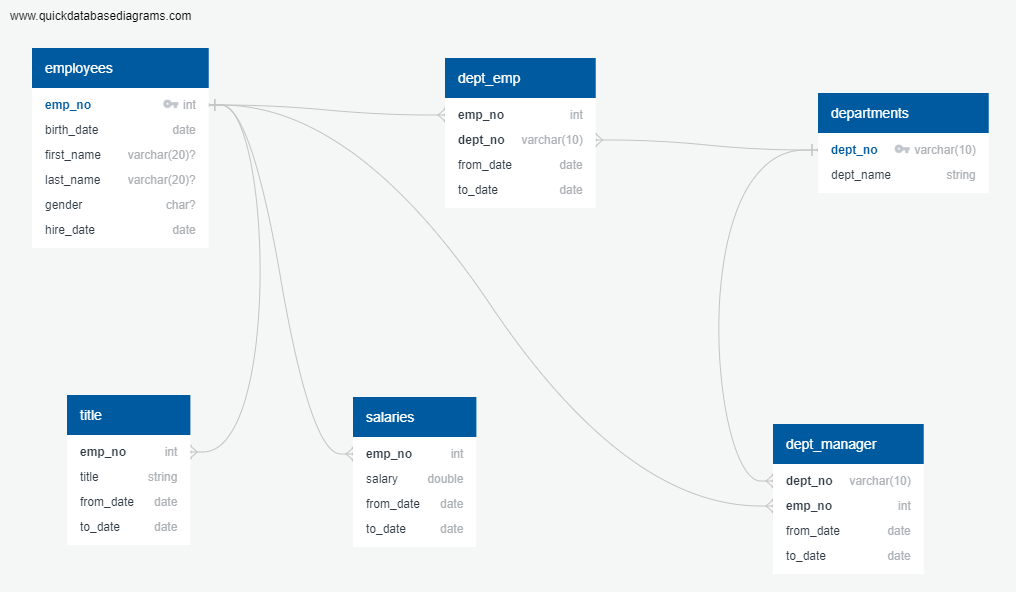 www.quickdatabasediagrams.com
employees
emp_no int
birth_date date
first_name varchar(20)?
last_name varchar(20)?
gender char?
hire_date date
dept_emp
emp_no int
dept_no varchar(10)
from_date date
to_date date
departments
dept_no varchar(10)
dept_name string
title
emp_no int
title string
from_date date
to_date date
salaries
emp_no int
salary double
from_date date
to_date date
dept_manager
dept_no varchar(10)
emp_no int
from_date date
to_date date